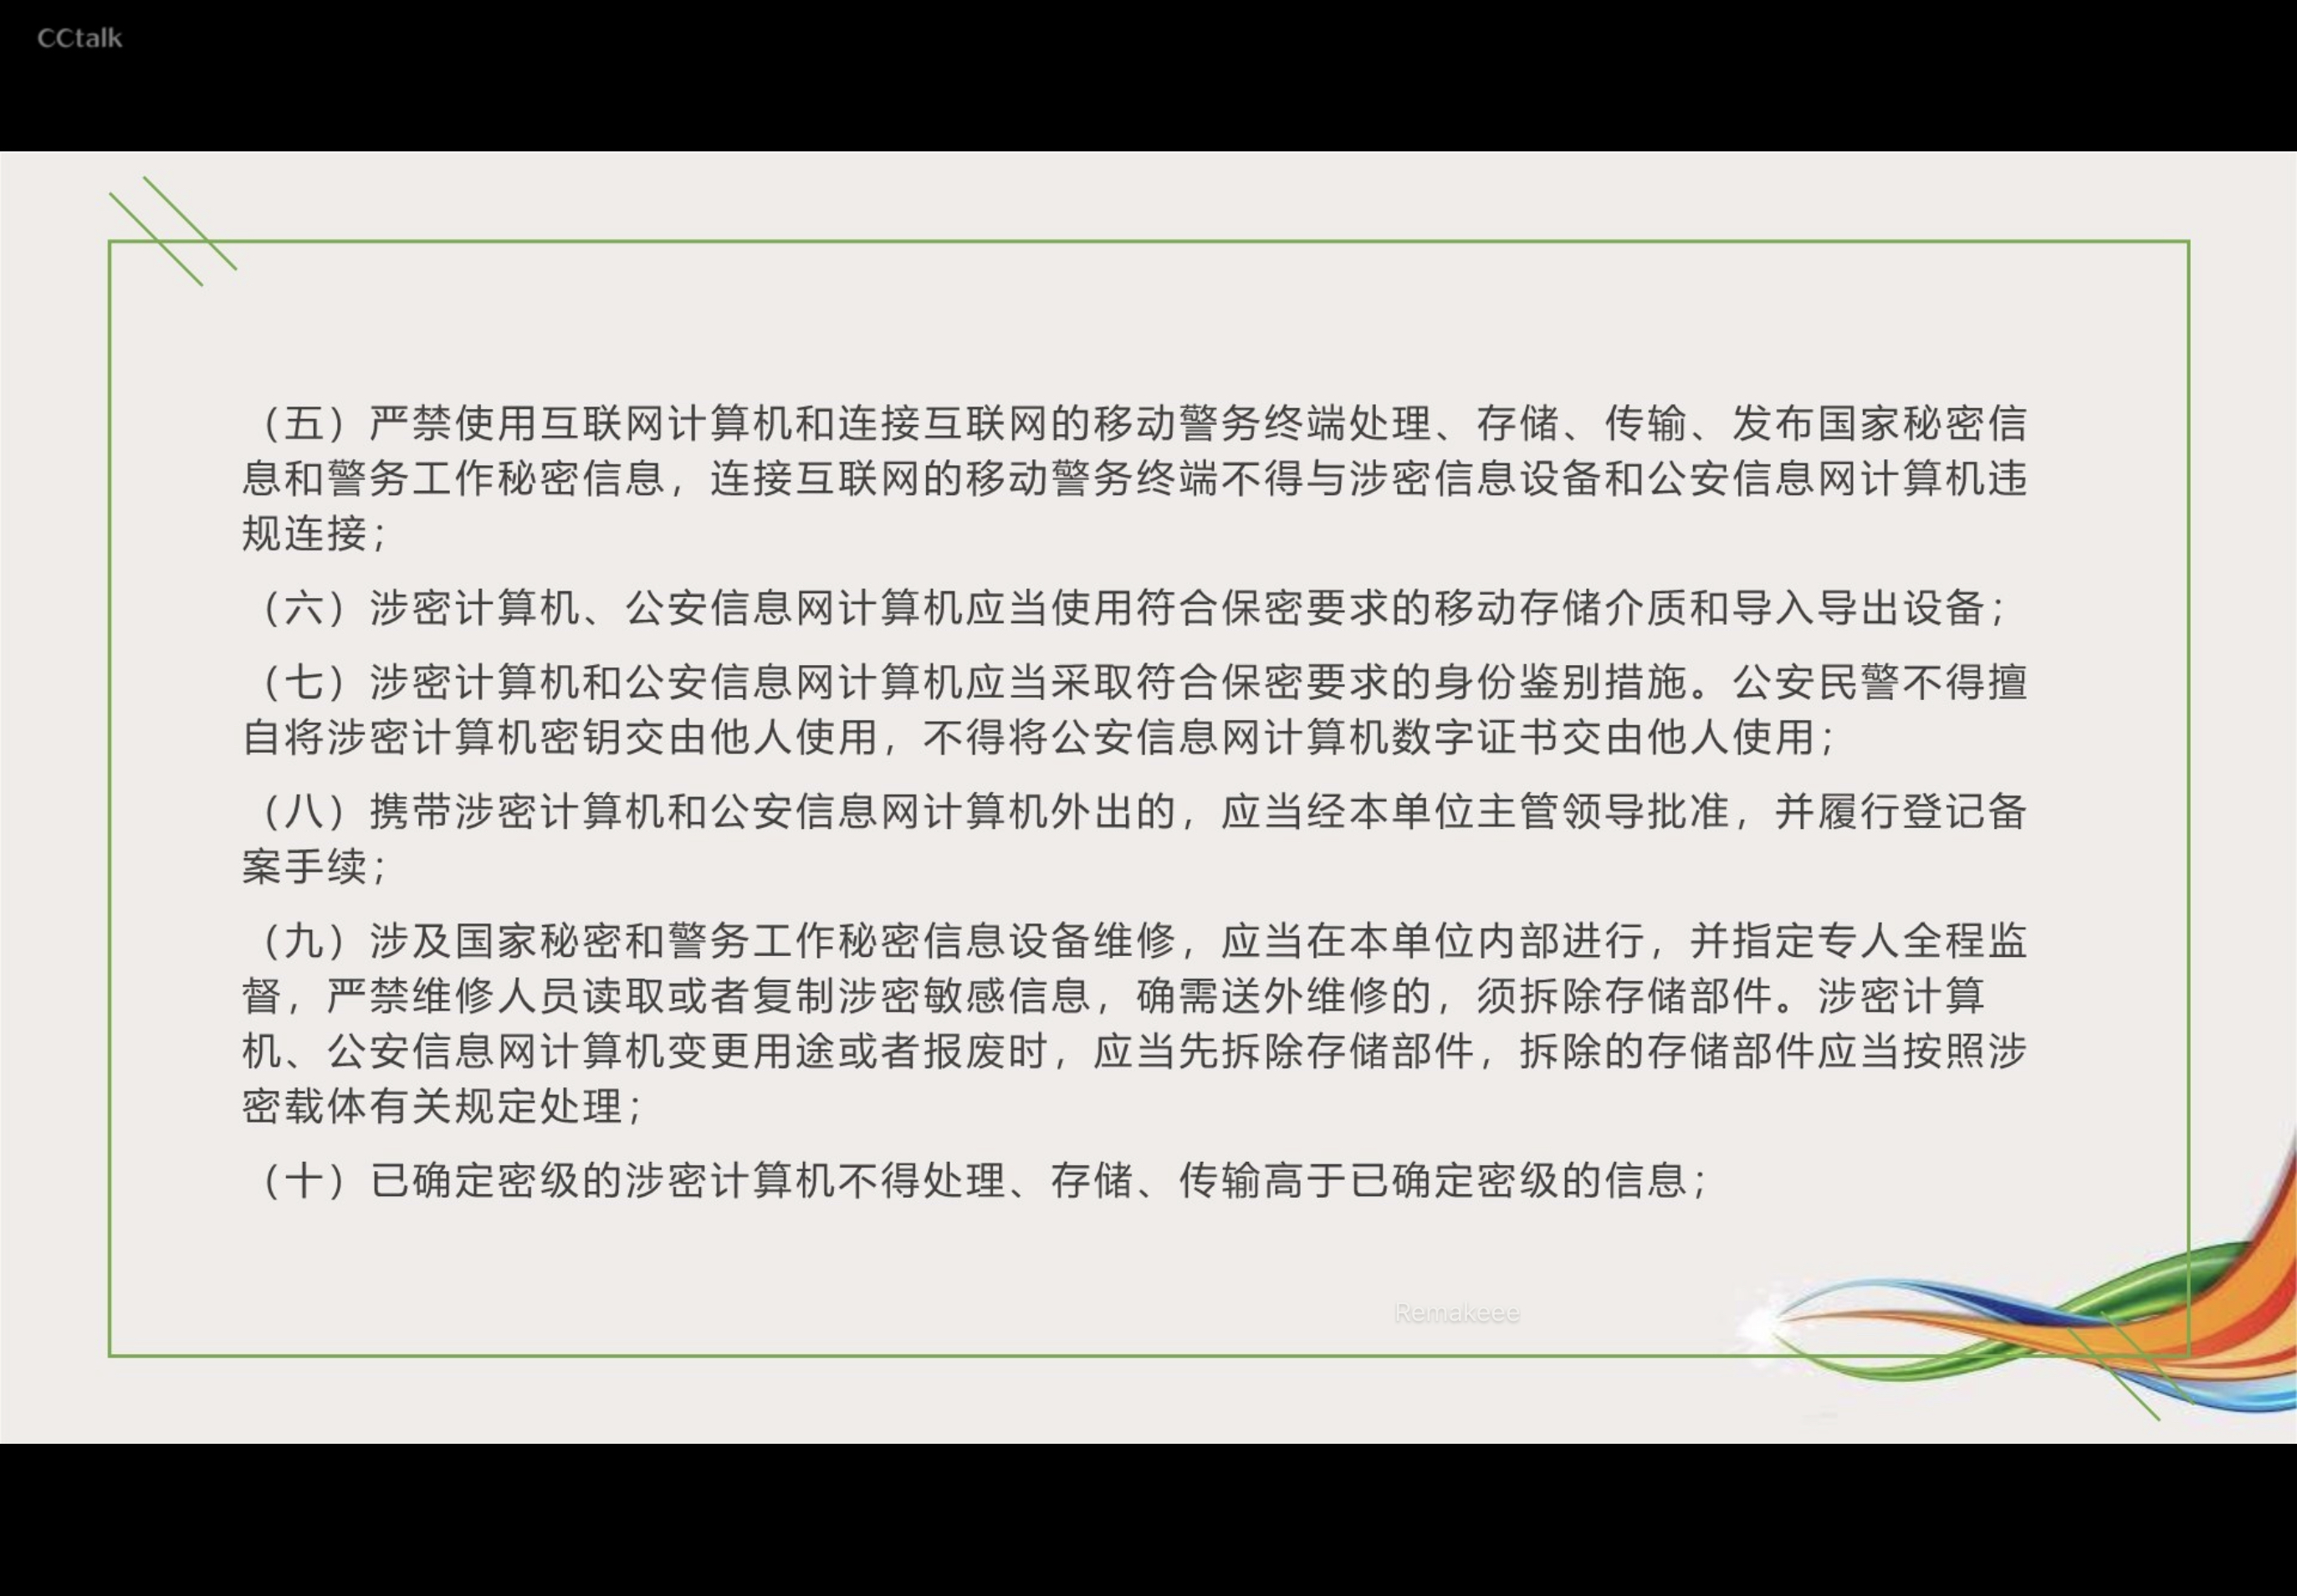 CCtalk
（五）严禁使用互联网计算机和连接互联网的移动警务终端处理、存储、传输、发布国家秘密信
息和警务工作秘密信息，连接互联网的移动警务终端不得与涉密信息设备和公安信息网计算机违
规连接；
（六）涉密计算机、公安信息网计算机应当使用符合保密要求的移动存储介质和导入导出设备；
（七）涉密计算机和公安信息网计算机应当采取符合保密要求的身份鉴别措施。公安民警不得擅
自将涉密计算机密钥交由他人使用，不得将公安信息网计算机数字证书交由他人使用；
（八）携带涉密计算机和公安信息网计算机外出的，应当经本单位主管领导批准，并履行登记备
案手续；
（九）涉及国家秘密和警务工作秘密信息设备维修，应当在本单位内部进行，并指定专人全程监
督，严禁维修人员读取或者复制涉密敏感信息，确需送外维修的，须拆除存储部件。涉密计算
机、公安信息网计算机变更用途或者报废时，应当先拆除存储部件，拆除的存储部件应当按照涉
密载体有关规定处理；
（十）已确定密级的涉密计算机不得处理、存储、传输高于已确定密级的信息；
Remakeee